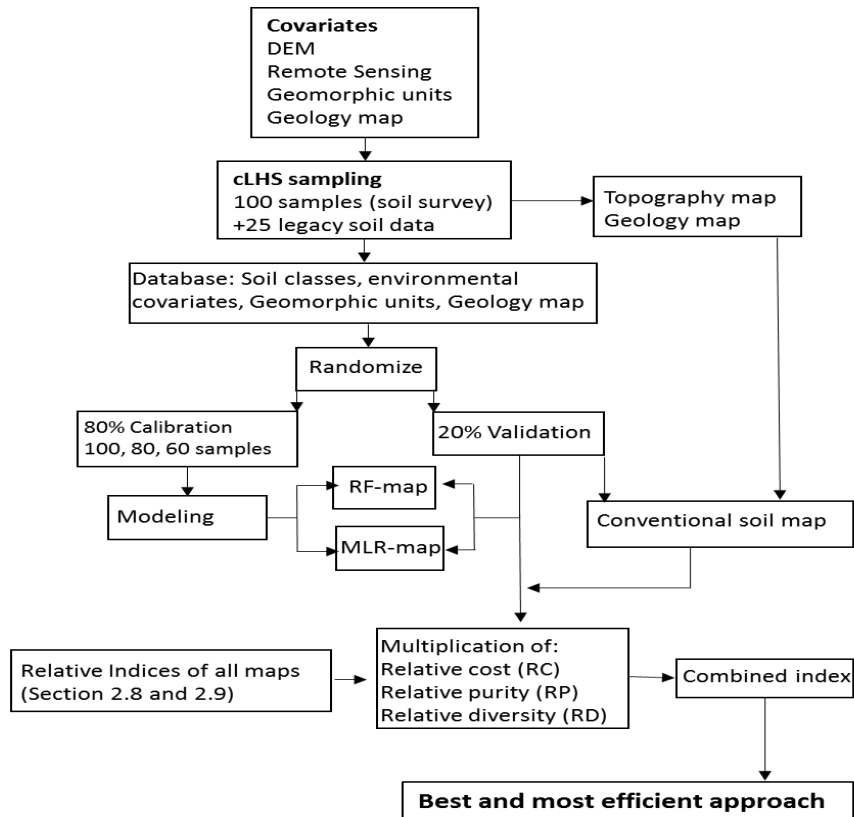 Covariates
DEM
Remote Sensing
Geomorphic units
Geology map
cLHS sampling
100 samples (soil survey)
+25 legacy soil data
Topography map
Geology map
Database: Soil classes, environmental
covariates, Geomorphic units, Geology map
Randomize
80% Calibration
100, 80, 60 samples
20% Validation
Modeling
RF-map
MLR-map
Conventional soil map
Relative Indices of all maps
(Section 2.8 and 2.9)
Multiplication of:
Relative cost (RC)
Relative purity (RP)
Relative diversity (RD)
Combined index
Best and most efficient approach